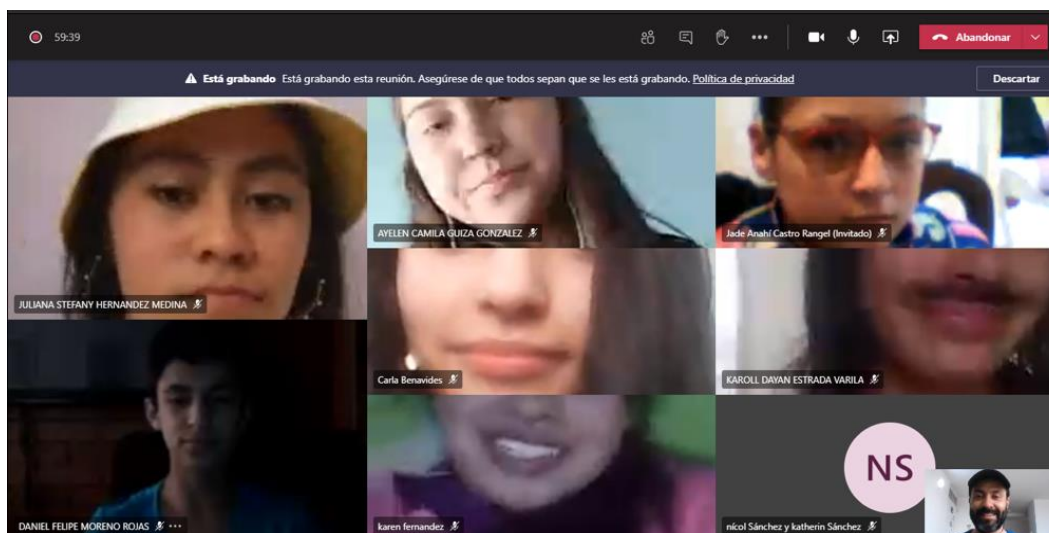 59:39
Abandonar
Está grabando Está grabando esta reunión. Asegúrese de que todos sepan que se les está grabando. Política de privacidad
Descartar
JULIANA STEFANY HERNANDEZ MEDINA
AYELEN CAMILA GUIZA GONZALEZ
Jade Anahí Castro Rangel (Invitado)
Carla Benavides
KAROLL DAYAN ESTRADA VARILA
DANIEL FELIPE MORENO ROJAS
karen fernandez
NS
nícol Sánchez y katherin Sánchez